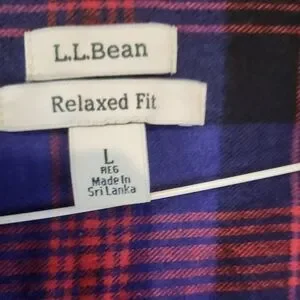 L.L.Bean
Relaxed Fit
L
REG
Made In
Sri Lanka